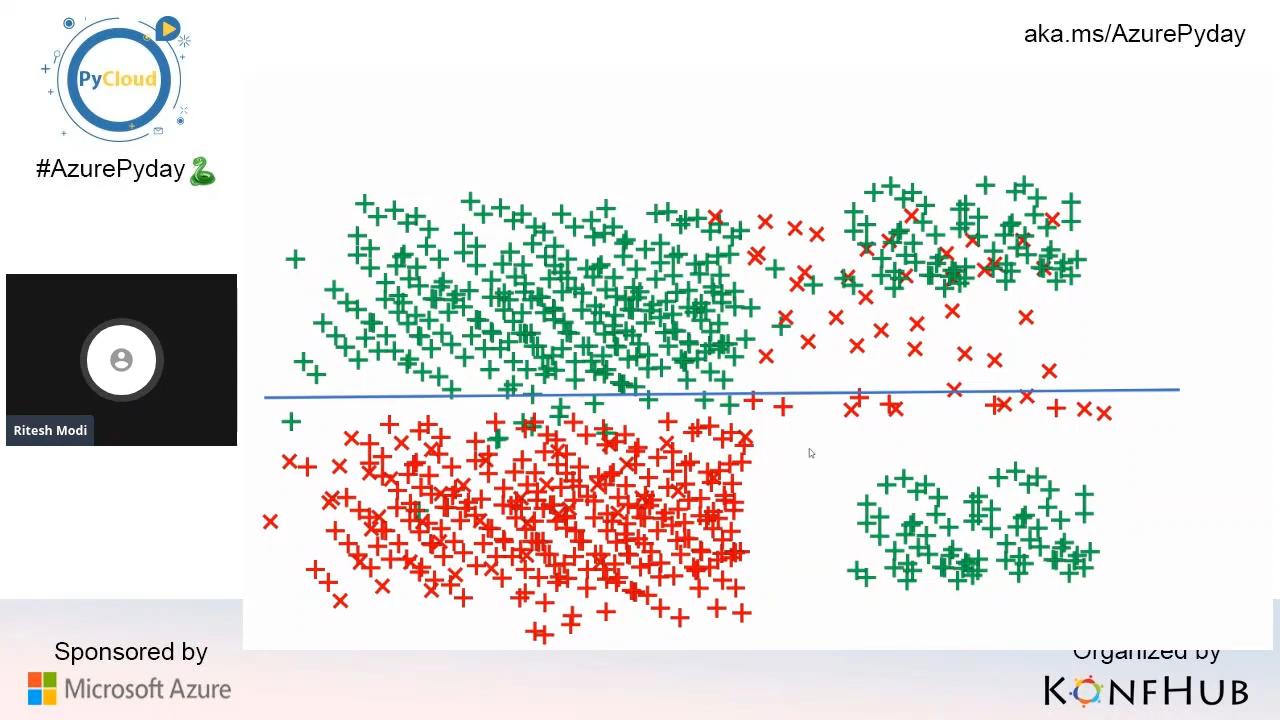 PyCloud
#AzurePyday
aka.ms/AzurePyday
Ritesh Modi
Sponsored by
Microsoft Azure
Organized by
KONFHUB